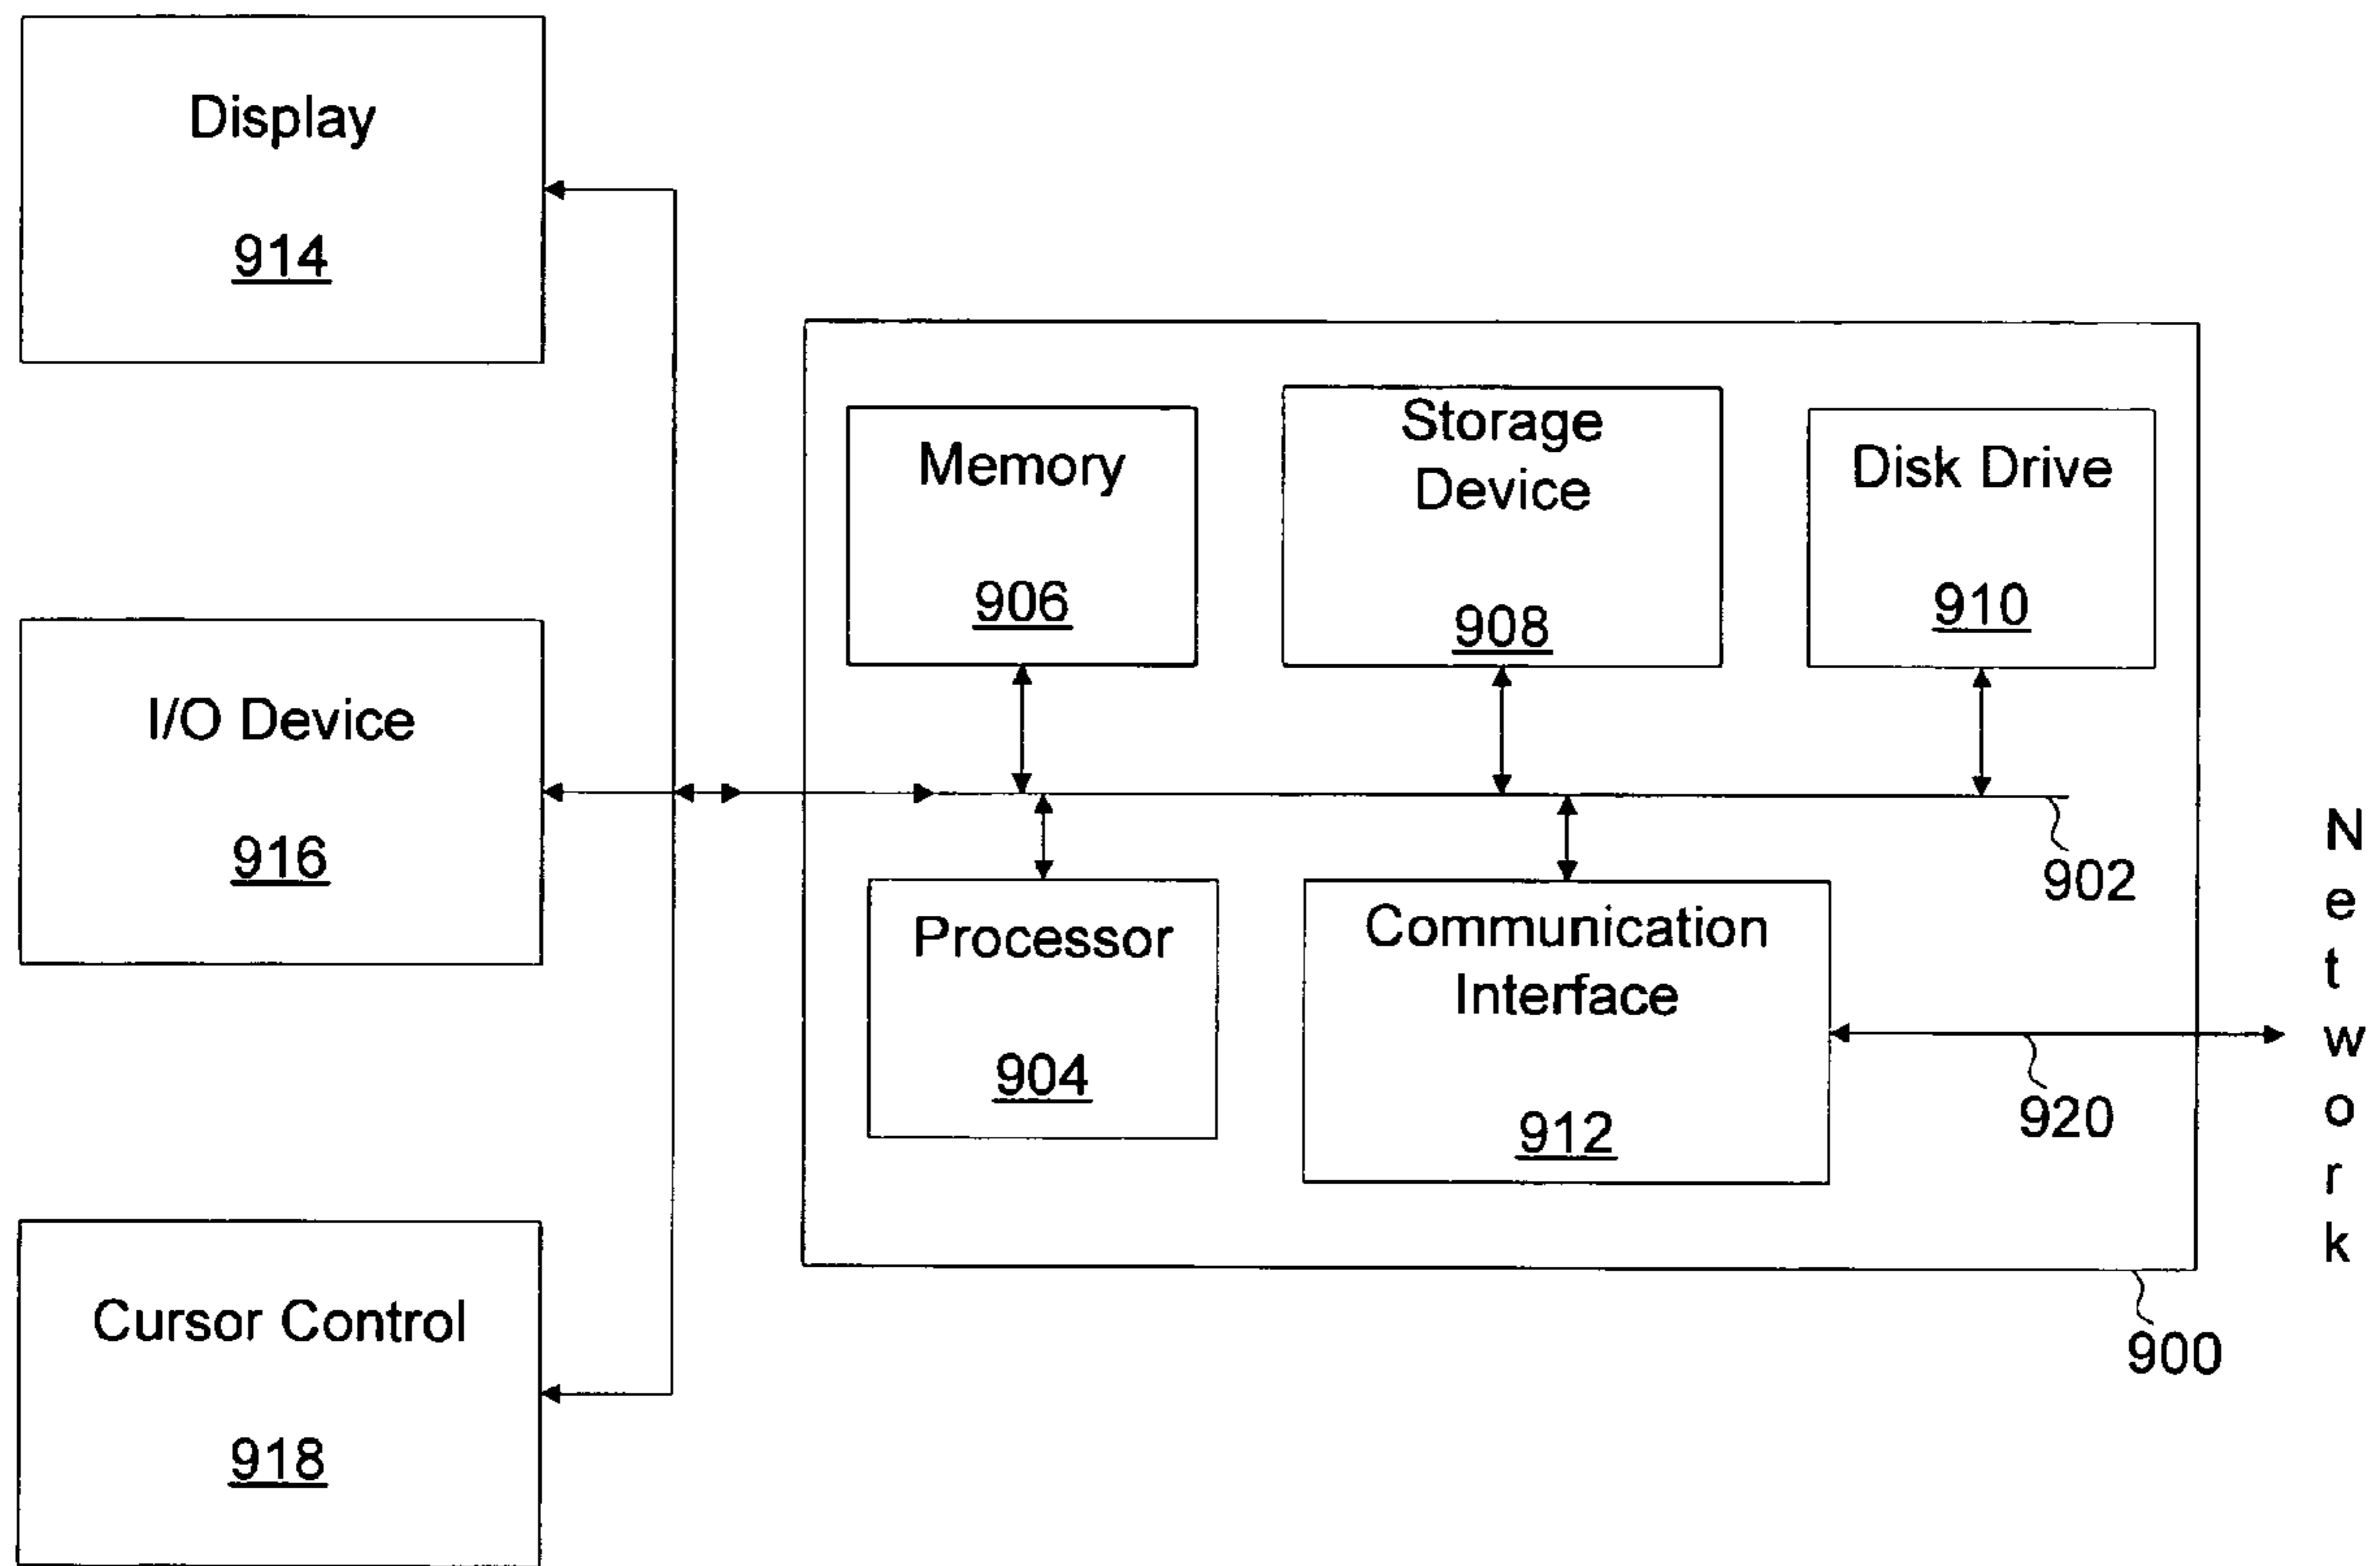 Display
914
I/O Device
916
Cursor Control
918
Memory
906
Storage
Device
908
Disk Drive
910
902
Processor
904
Communication
Interface
912
920
900
Network